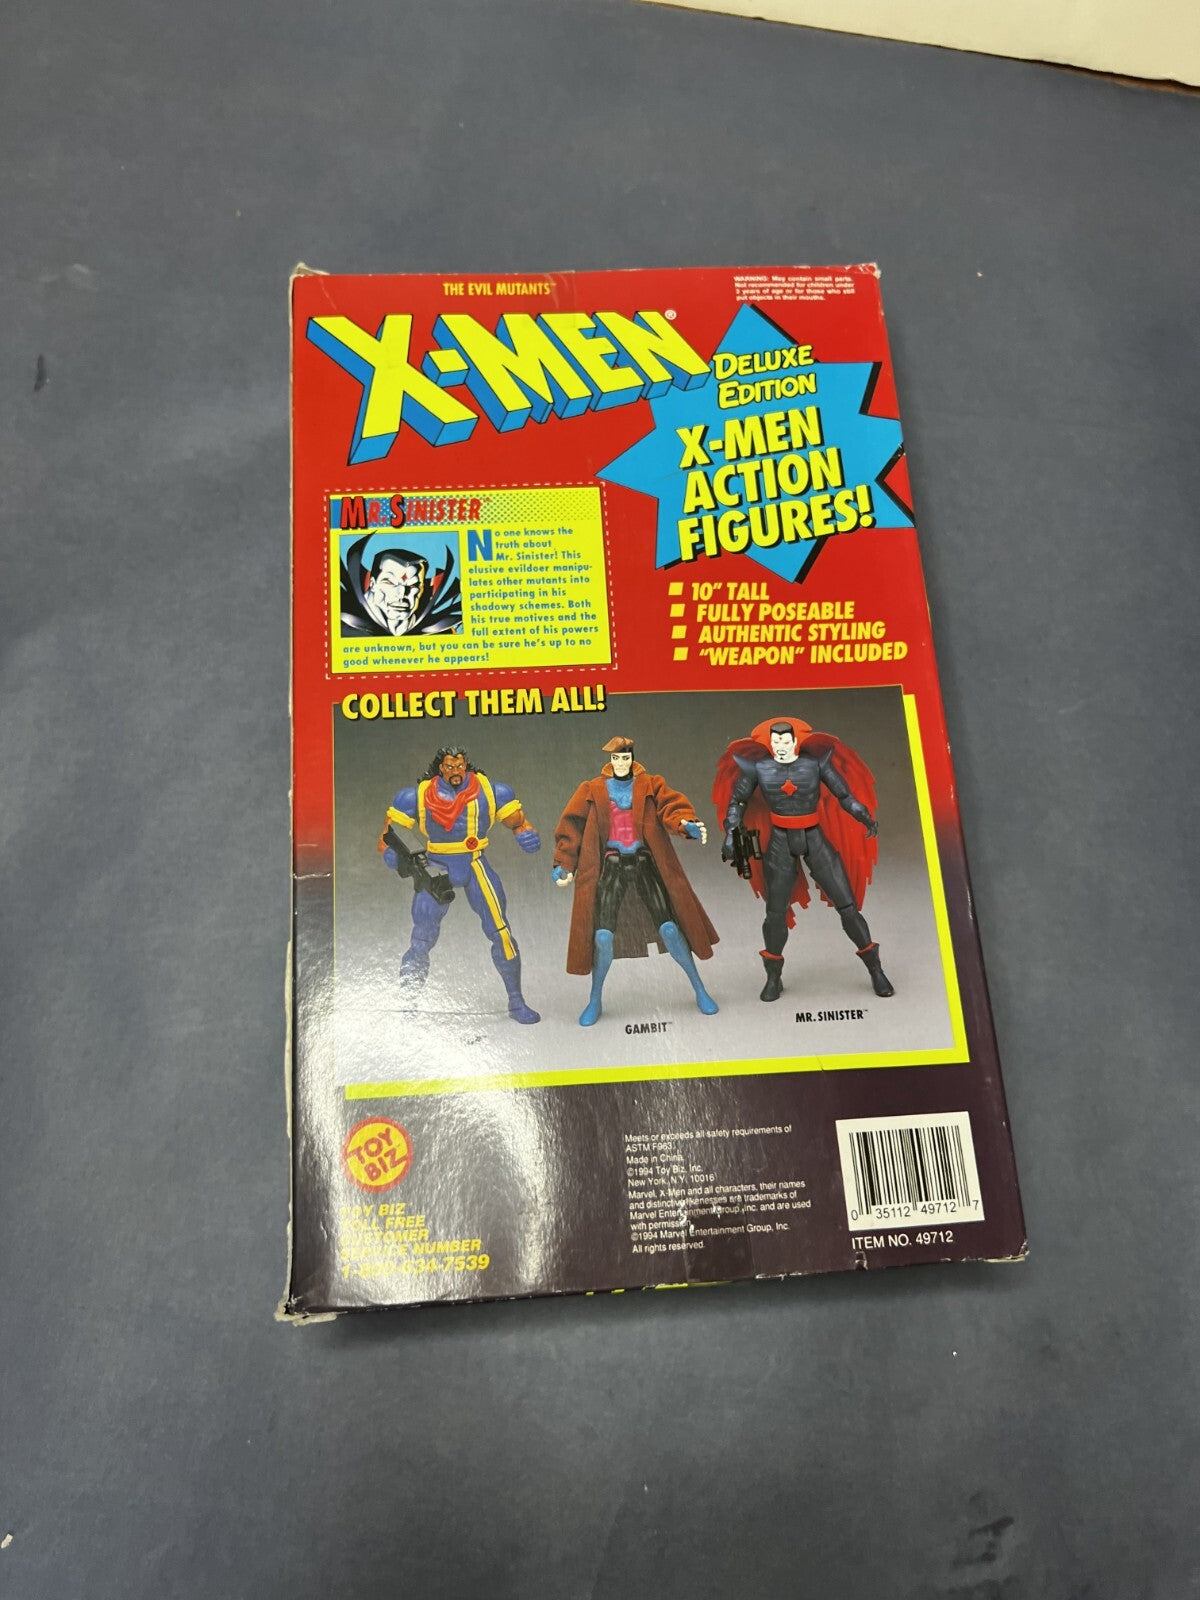 THE EVIL MUTANTS™
WARNING: May contain small parts.
Not recommended for children under
3 years of age or for those who still
put objects in their mouths.
X-MEN®
DELUXE
EDITION
X-MEN
ACTION
FIGURES!
MR. SINISTER™
No one knows the
truth about
Mr. Sinister! This
elusive evildoer manipu-
lates other mutants into
participating in his
shadowy schemes. Both
his true motives and the
full extent of his powers
are unknown, but you can be sure he's up to no
good whenever he appears!
10" TALL
FULLY POSEABLE
AUTHENTIC STYLING
"WEAPON" INCLUDED
COLLECT THEM ALL!
GAMBIT™
MR. SINISTER™
TOY
BIZ
TOY BIZ
TOLL FREE
CUSTOMER
SERVICE NUMBER
1-800-634-7539
Meets or exceeds all safety requirements of
ASTM F963.
Made in China.
©1994 Toy Biz, Inc.
New York, N.Y. 10016
Marvel, X-Men and all characters, their names
and distinctive likenesses are trademarks of
Marvel Entertainment Group, Inc. and are used
with permission.
©1994 Marvel Entertainment Group, Inc.
All rights reserved.
0 35112 49712 7
ITEM NO. 49712